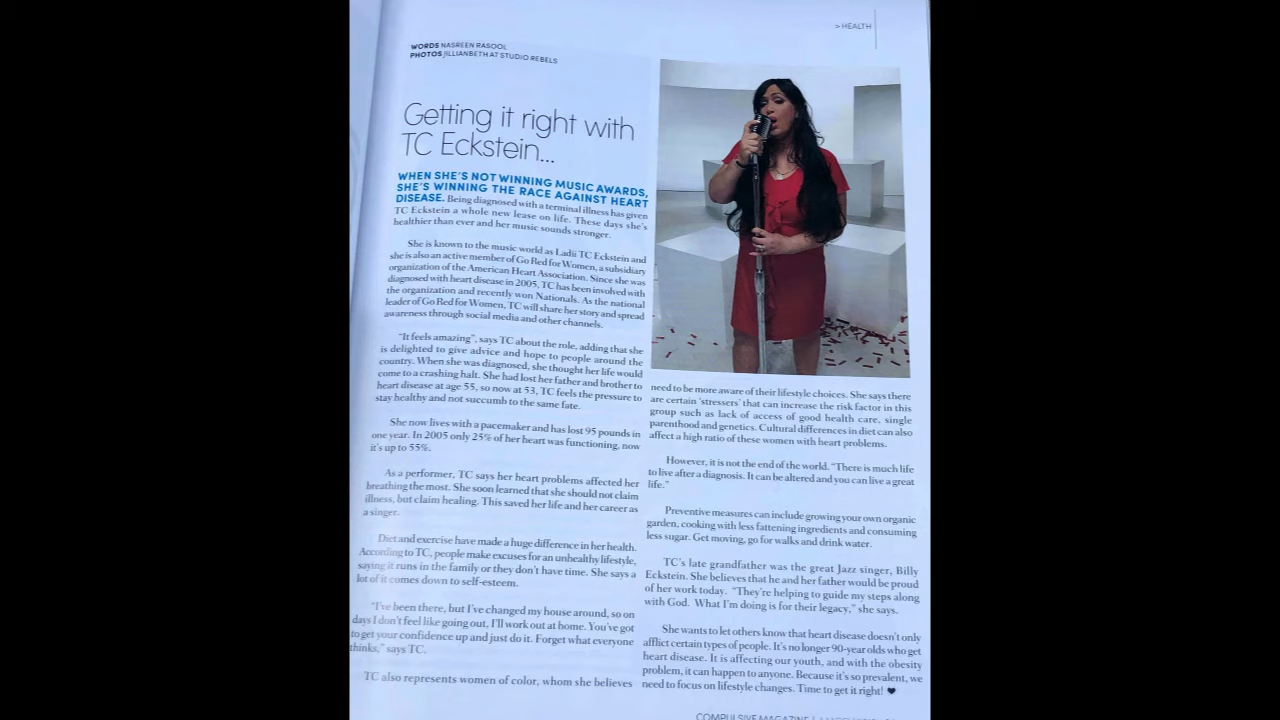 > HEALTH
WORDS NASREEN RASOOL
PHOTOS JILLIANBETH AT STUDIO REBELS
Getting it right with
TC Eckstein...
WHEN SHE'S NOT WINNING MUSIC AWARDS,
SHE'S WINNING THE RACE AGAINST HEART
DISEASE. Being diagnosed with a terminal illness has given
TC Eckstein a whole new lease on life. These days she's
healthier than ever and her music sounds stronger.
She is known to the music world as Ladii TC Eckstein and
she is also an active member of Go Red for Women, a subsidiary
organization of the American Heart Association. Since she was
diagnosed with heart disease in 2005, TC has been involved with
the organization and recently won Nationals. As the national
leader of Go Red for Women, TC will share her story and spread
awareness through social media and other channels.
"It feels amazing", says TC about the role, adding that she
is delighted to give advice and hope to people around the
country. When she was diagnosed, she thought her life would
come to a crashing halt. She had lost her father and brother to
heart disease at age 55, so now at 53, TC feels the pressure to
stay healthy and not succumb to the same fate.
She now lives with a pacemaker and has lost 95 pounds in
one year. In 2005 only 25% of her heart was functioning, now
it's up to 55%.
As a performer, TC says her heart problems affected her
breathing the most. She soon learned that she should not claim
illness, but claim healing. This saved her life and her career as
a singer.
Diet and exercise have made a huge difference in her health.
According to TC, people make excuses for an unhealthy lifestyle,
saying it runs in the family or they don't have time. She says a
lot of it comes down to self-esteem.
"I've been there, but I've changed my house around, so on
days I don't feel like going out, I'll work out at home. You've got
to get your confidence up and just do it. Forget what everyone
thinks," says TC.
TC also represents women of color, whom she believes
need to be more aware of their lifestyle choices. She says there
are certain 'stressers' that can increase the risk factor in this
group such as lack of access of good health care, single
parenthood and genetics. Cultural differences in diet can also
affect a high ratio of these women with heart problems.
However, it is not the end of the world. "There is much life
to live after a diagnosis. It can be altered and you can live a great
life."
Preventive measures can include growing your own organic
garden, cooking with less fattening ingredients and consuming
less sugar. Get moving, go for walks and drink water.
TC's late grandfather was the great Jazz singer, Billy
Eckstein. She believes that he and her father would be proud
of her work today. "They're helping to guide my steps along
with God. What I'm doing is for their legacy," she says.
She wants to let others know that heart disease doesn't only
afflict certain types of people. It's no longer 90-year olds who get
heart disease. It is affecting our youth, and with the obesity
problem, it can happen to anyone. Because it's so prevalent, we
need to focus on lifestyle changes. Time to get it right! ♥
COMPULSIVE MAGAZINE